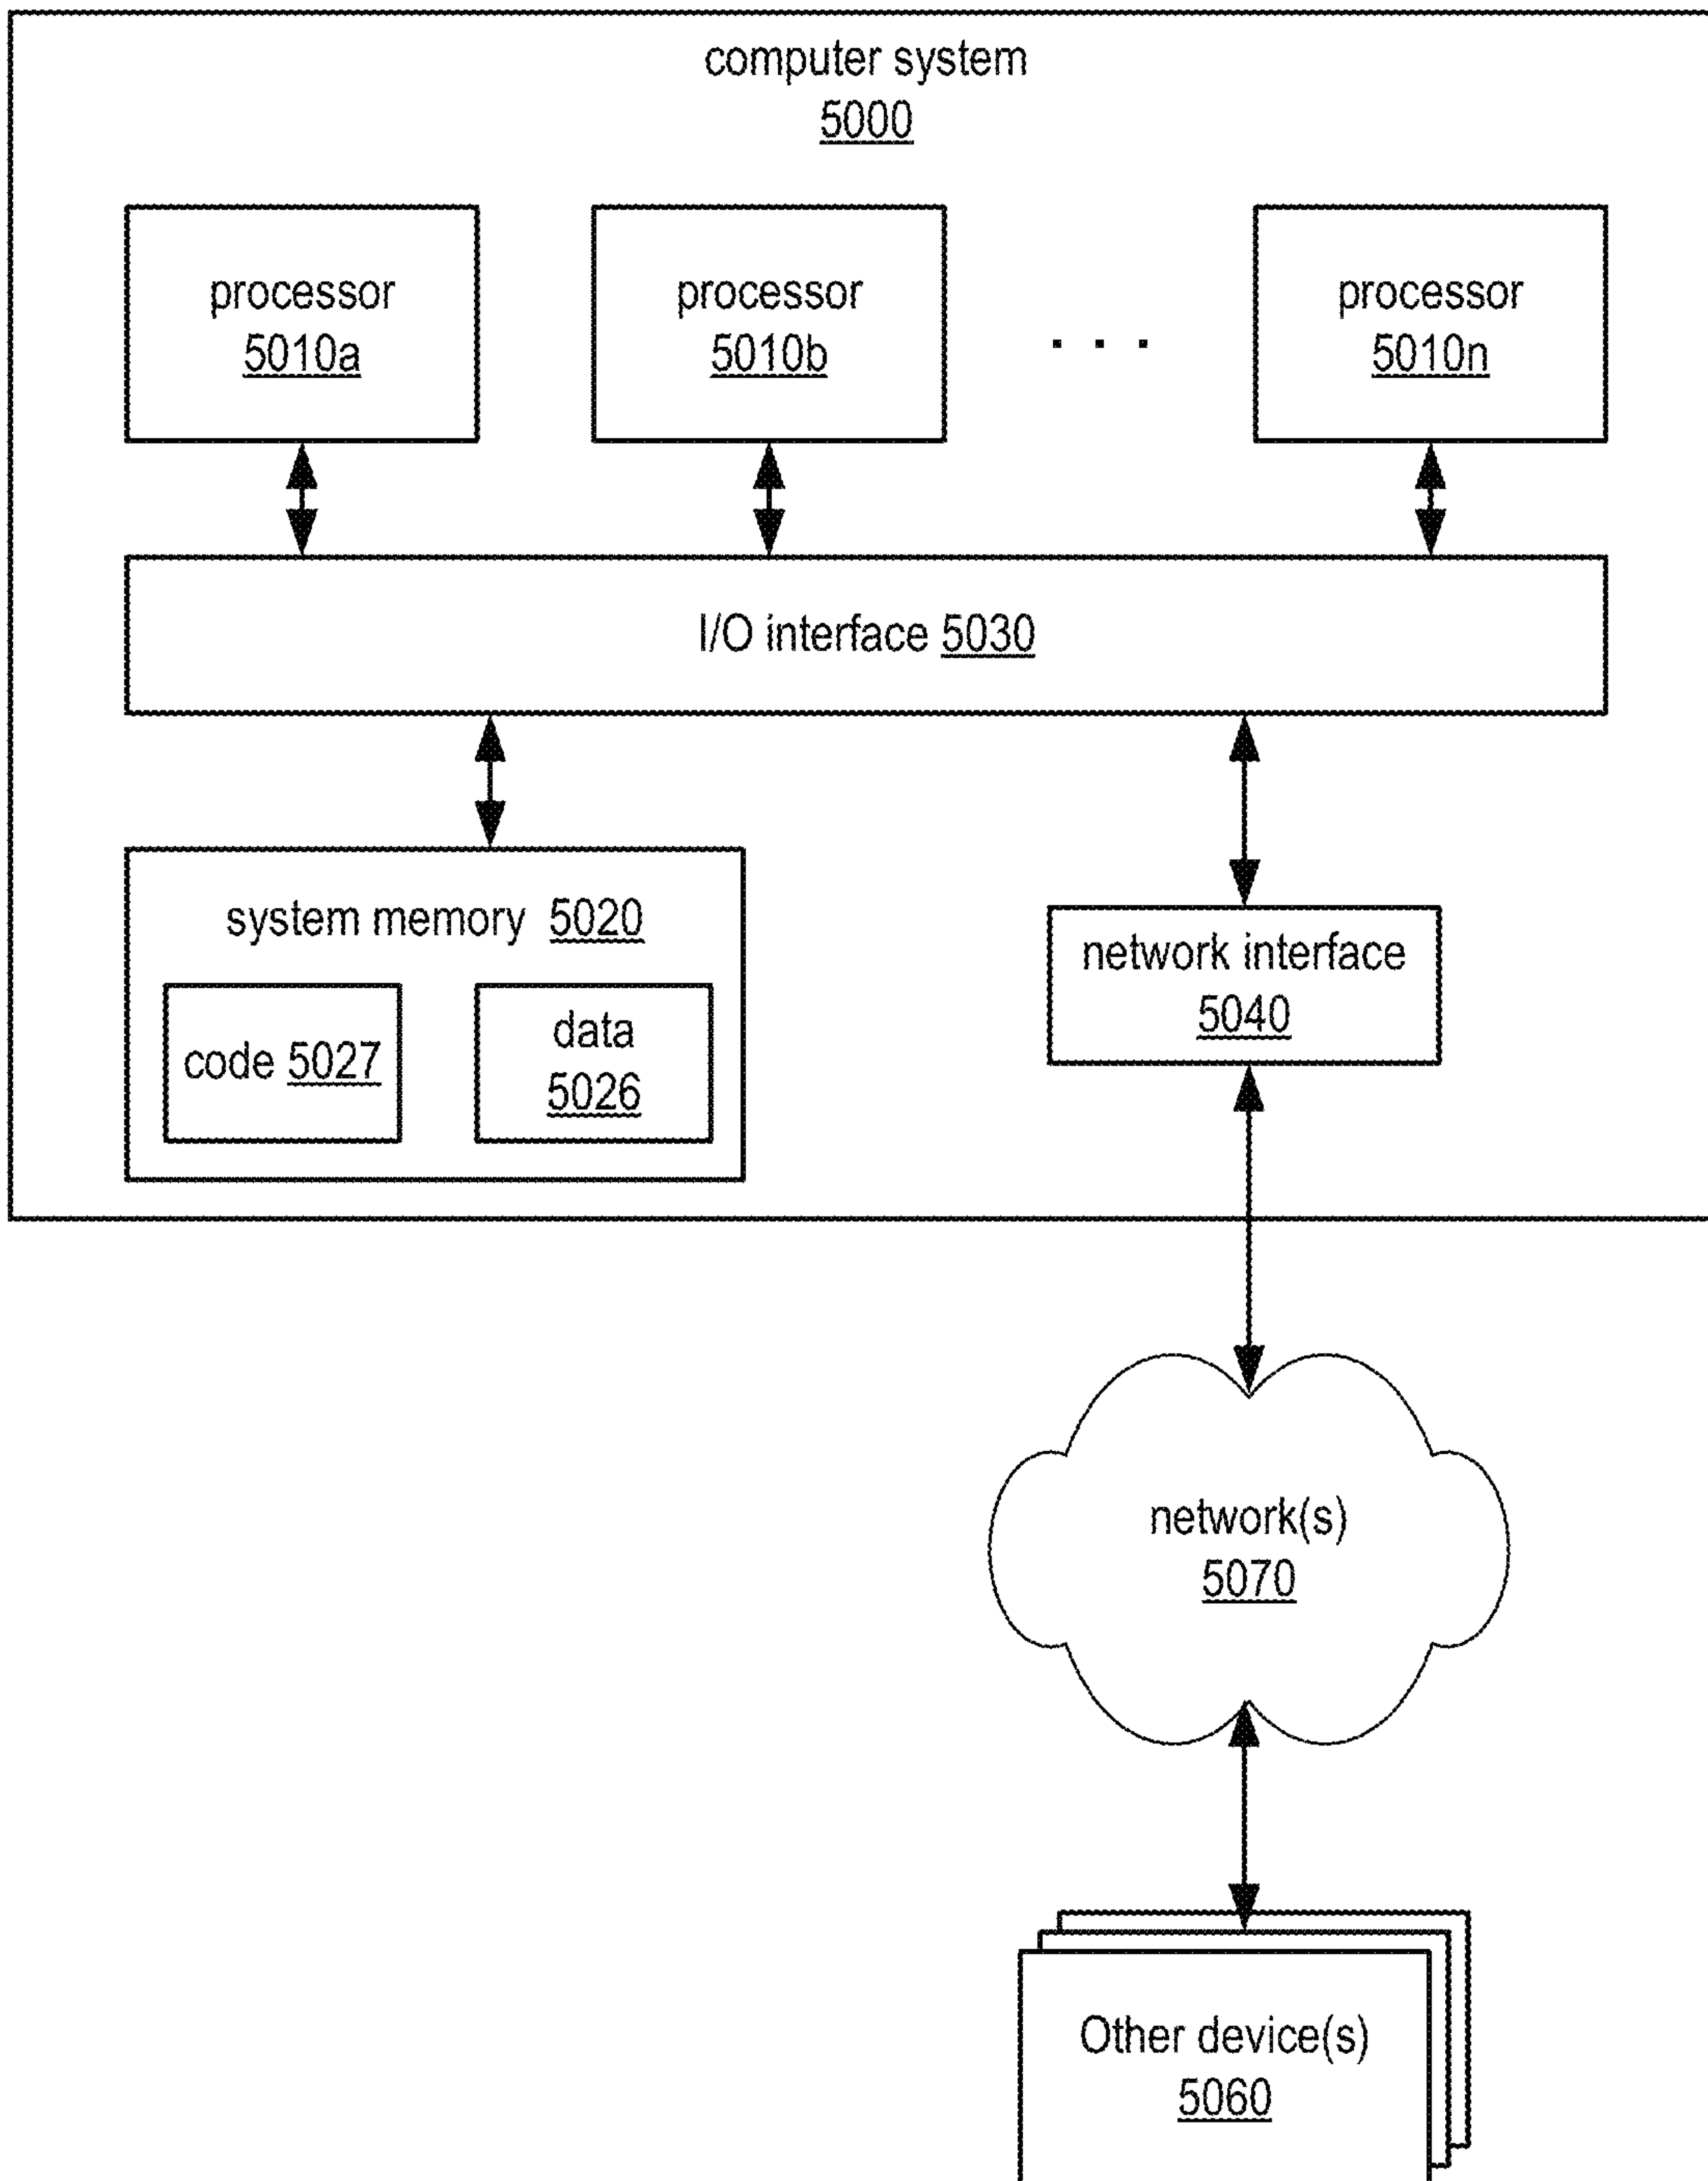 computer system
5000
processor
5010a
processor
5010b
. . .
processor
5010n
I/O interface 5030
system memory 5020
code 5027
data
5026
network interface
5040
network(s)
5070
Other device(s)
5060